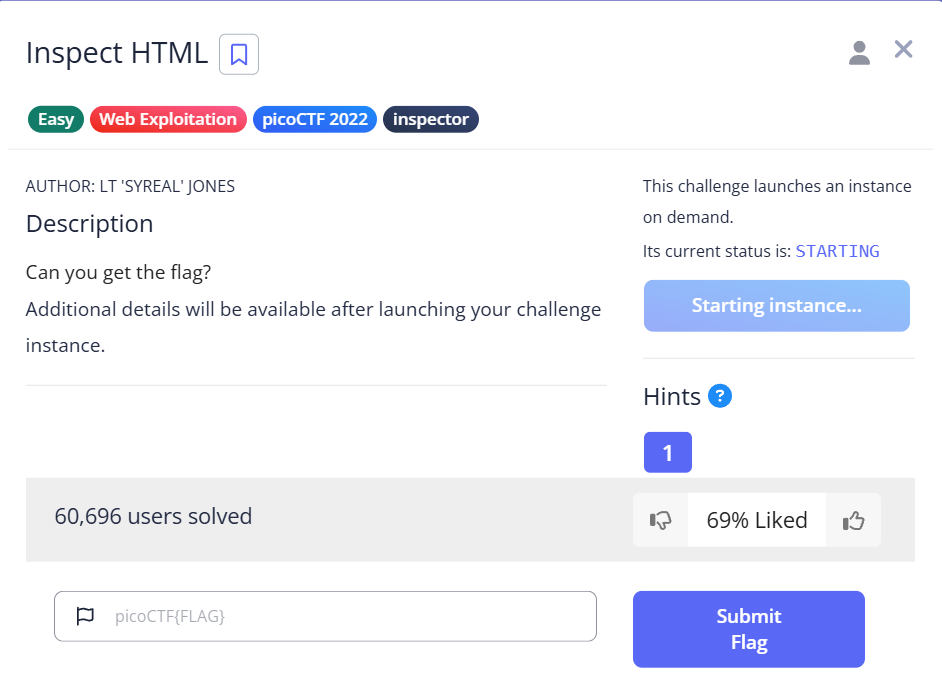 Inspect HTML
Easy Web Exploitation picoCTF 2022 inspector
AUTHOR: LT 'SYREAL' JONES
Description
Can you get the flag?
Additional details will be available after launching your challenge
instance.
This challenge launches an instance
on demand.
Its current status is: STARTING
Starting instance...
Hints ?
1
60,696 users solved
69% Liked
picoCTF{FLAG}
Submit
Flag